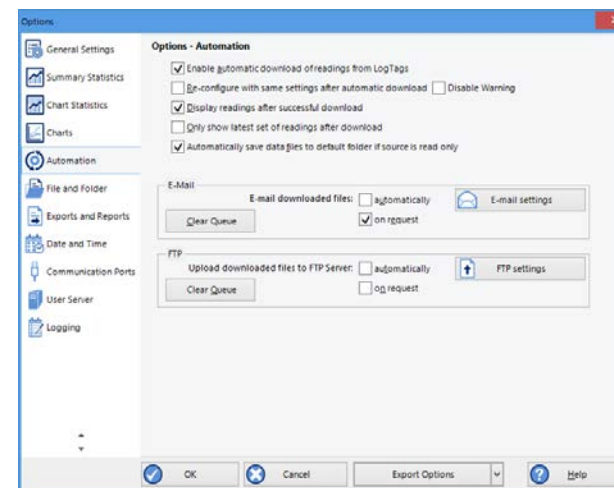 Options
General Settings
Summary Statistics
Chart Statistics
Charts
Automation
File and Folder
Exports and Reports
Date and Time
Communication Ports
User Server
Logging
Options - Automation
Enable automatic download of readings from LogTags
Re-configure with same settings after automatic download Disable Warning
Display readings after successful download
Only show latest set of readings after download
Automatically save data files to default folder if source is read only
E-Mail
E-mail downloaded files: automatically E-mail settings
Clear Queue on request
FTP
Upload downloaded files to FTP Server: automatically FTP settings
Clear Queue on request
OK Cancel Export Options Help